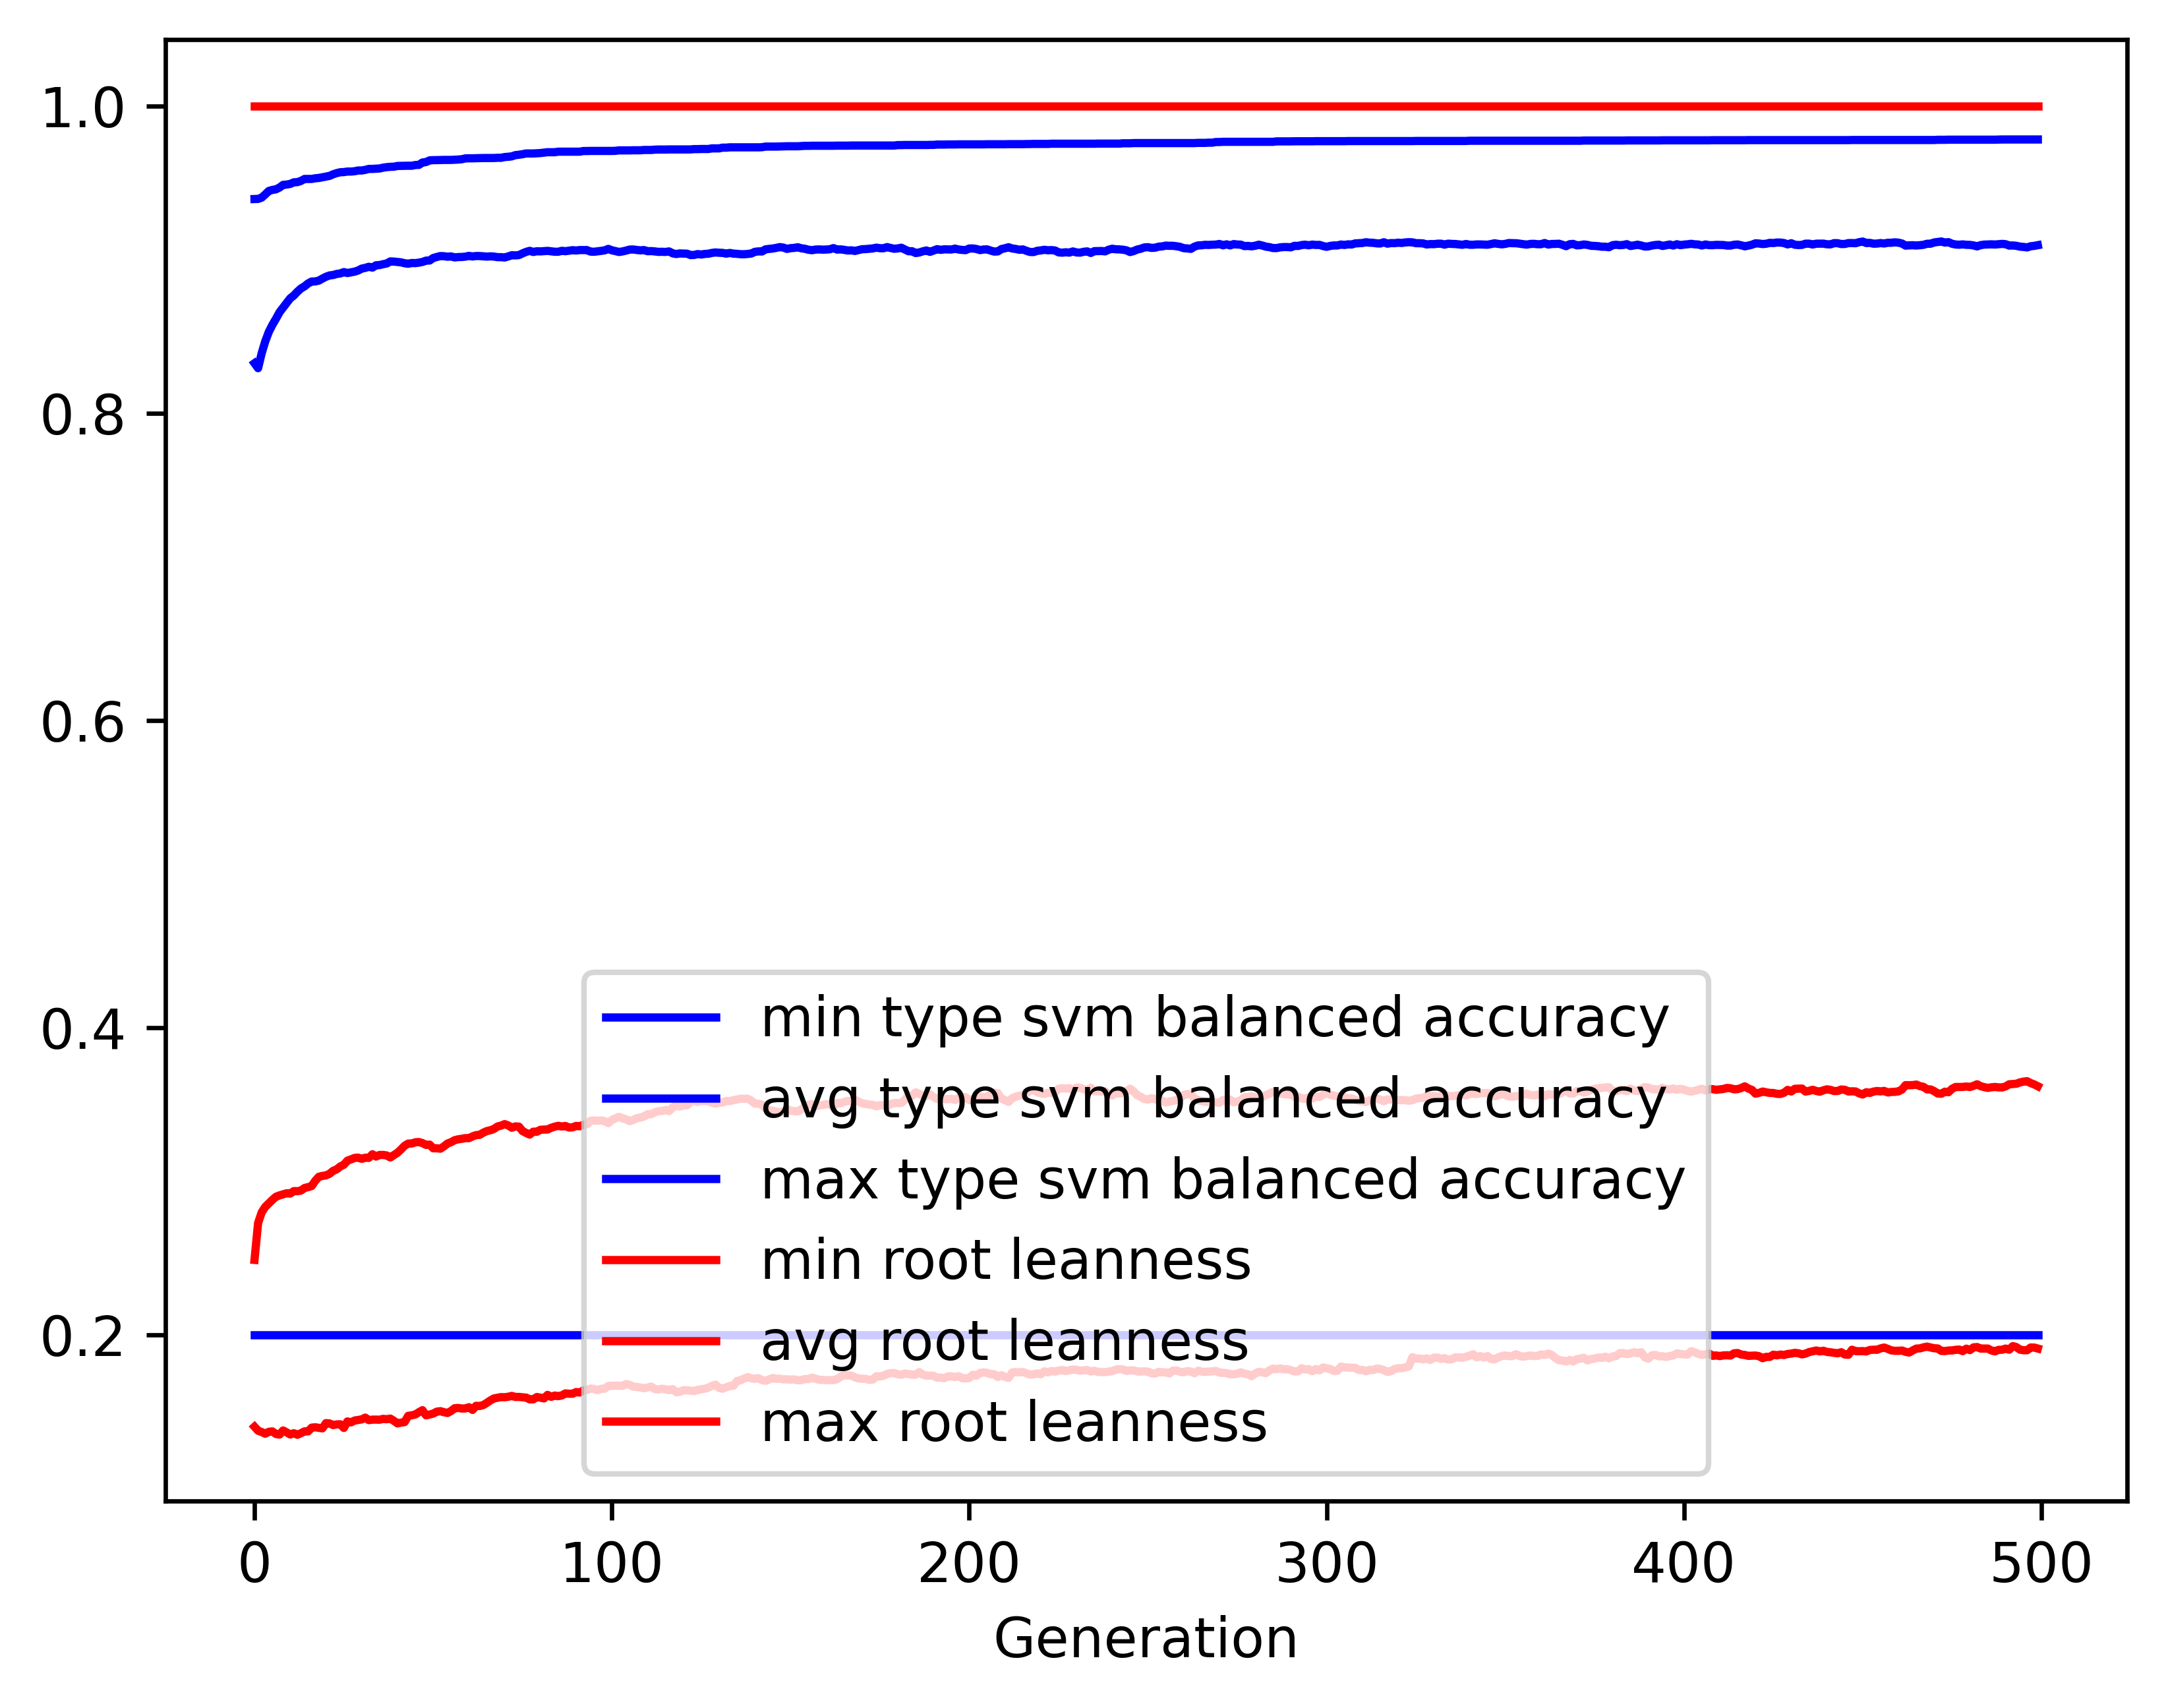 1.0
0.8
0.6
0.4
0.2
min type svm balanced accuracy
avg type svm balanced accuracy
max type svm balanced accuracy
min root leanness
avg root leanness
max root leanness
0 100 200 300 400 500
Generation